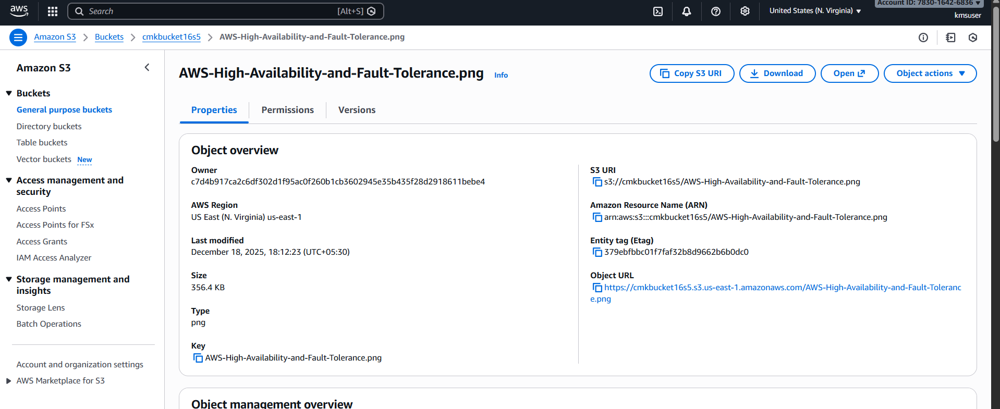 aws
Search
[Alt+S]
United States (N. Virginia)
Account ID: 7830-1642-6836
kmsuser
Amazon S3
Buckets
cmkbucket16s5
AWS-High-Availability-and-Fault-Tolerance.png
Amazon S3
Buckets
General purpose buckets
Directory buckets
Table buckets
Vector buckets New
Access management and
security
Access Points
Access Points for FSx
Access Grants
IAM Access Analyzer
Storage management and
insights
Storage Lens
Batch Operations
Account and organization settings
AWS Marketplace for S3
AWS-High-Availability-and-Fault-Tolerance.png Info
Copy S3 URI
Download
Open
Object actions
Properties
Permissions
Versions
Object overview
Owner
c7d4b917ca2c6df302d1f95ac0f260b1cb3602945e35b435f28d2918611bebe4
AWS Region
US East (N. Virginia) us-east-1
Last modified
December 18, 2025, 18:12:23 (UTC+05:30)
Size
356.4 KB
Type
png
Key
AWS-High-Availability-and-Fault-Tolerance.png
S3 URI
s3://cmkbucket16s5/AWS-High-Availability-and-Fault-Tolerance.png
Amazon Resource Name (ARN)
arn:aws:s3:::cmkbucket16s5/AWS-High-Availability-and-Fault-Tolerance.png
Entity tag (Etag)
379ebfbbc01f7faf32b8d9662b6b0dc0
Object URL
https://cmkbucket16s5.s3.us-east-1.amazonaws.com/AWS-High-Availability-and-Fault-Toleranc
e.png
Object management overview